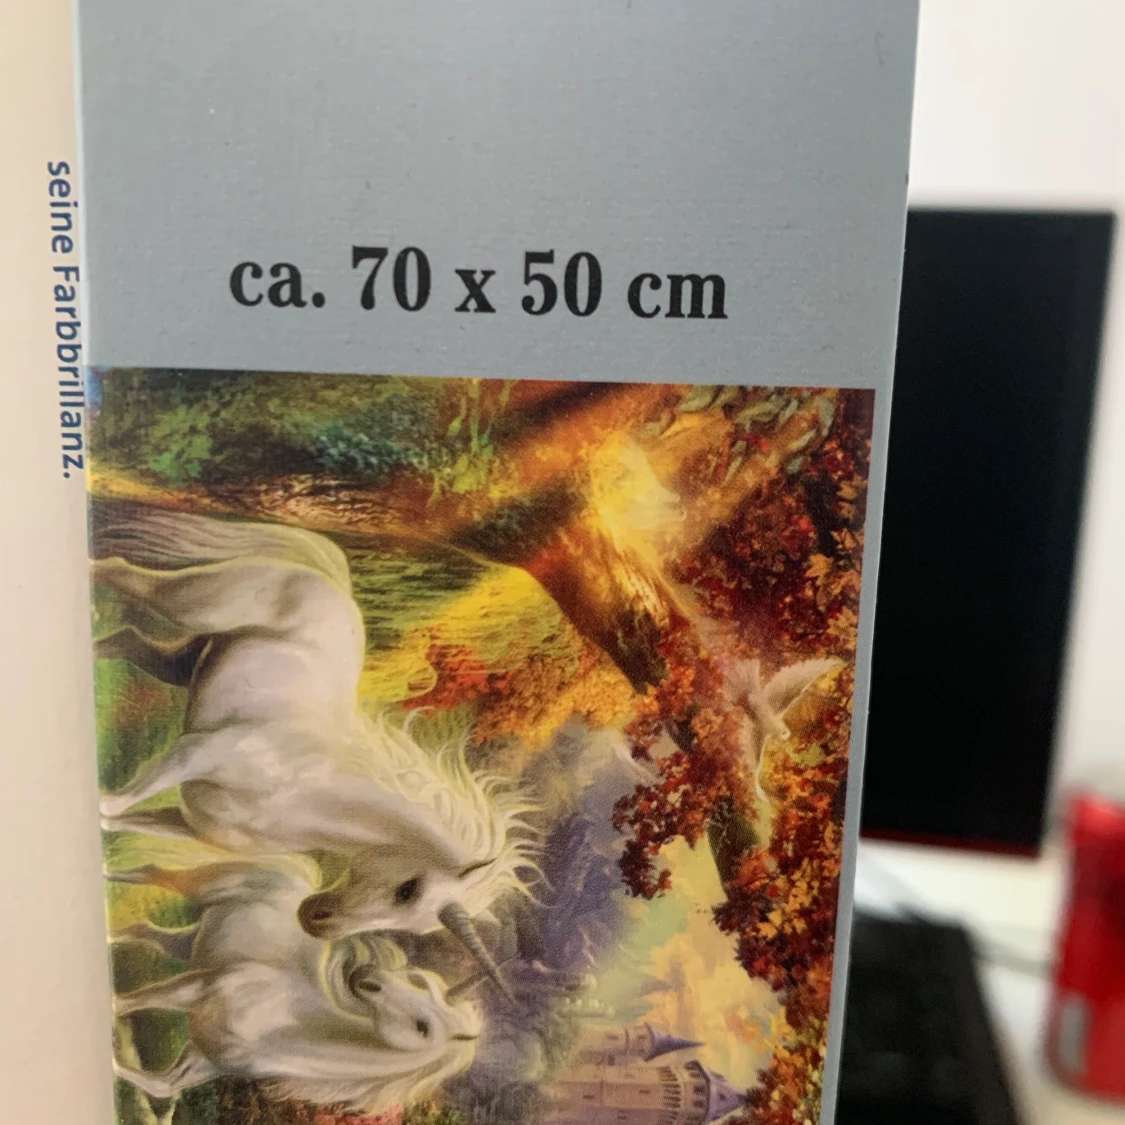 ca. 70 x 50 cm
seine Farbbrillanz.